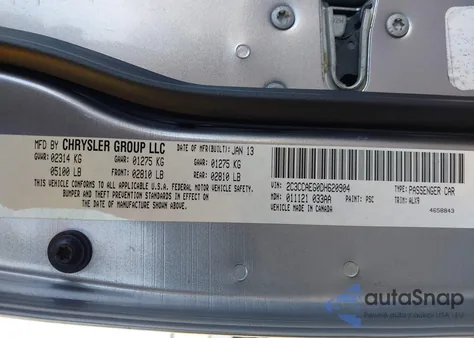 MFD BY CHRYSLER GROUP LLC DATE OF MFR(BUILT): JAN 13
GVWR: 02314 KG GAWR: 01275 KG GAWR: 01275 KG
05100 LB FRONT: 02810 LB REAR: 02810 LB
THIS VEHICLE CONFORMS TO ALL APPLICABLE U.S.A. FEDERAL MOTOR VEHICLE SAFETY,
BUMPER AND THEFT PREVENTION STANDARDS IN EFFECT ON THE
DATE OF MANUFACTURE SHOWN ABOVE.
VIN: 2C3CDAEG0DH620904 TYPE: PASSENGER CAR
MDH: 011121 033AA PAINT: PSC TRIM: ALX9
VEHICLE MADE IN CANADA 4658843
autoSnap